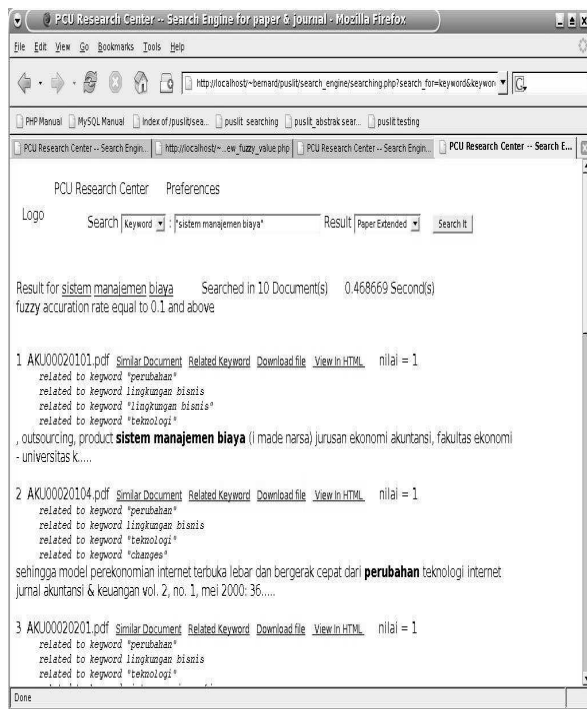 PCU Research Center -- Search Engine for paper & journal - Mozilla Firefox
File Edit View Go Bookmarks Tools Help
http://localhost/~bernard/puslit/search_engine/searching.php?search_for=keyword&keywor
PHP Manual MySQL Manual Index of /puslit/sea... puslit searching puslit_abstrak sear... puslit testing
PCU Research Center -- Search Engin... http://localhost/~...ew_fuzzy_value.php PCU Research Center -- Search Engin... PCU Research Center -- Search E...
PCU Research Center Preferences
Logo
Search Keyword : "sistem manajemen biaya" Result Paper Extended Search It
Result for sistem manajemen biaya Searched in 10 Document(s) 0.468669 Second(s)
fuzzy accuration rate equal to 0.1 and above
1 AKU00020101.pdf Similar Document Related Keyword Download file View In HTML nilai = 1
related to keyword "perubahan"
related to keyword lingkungan bisnis
related to keyword "lingkungan bisnis"
related to keyword "teknologi"
, outsourcing, product sistem manajemen biaya (i made narsa) jurusan ekonomi akuntansi, fakultas ekonomi
- universitas k.....
2 AKU00020104.pdf Similar Document Related Keyword Download file View In HTML nilai = 1
related to keyword "perubahan"
related to keyword lingkungan bisnis
related to keyword "teknologi"
related to keyword "changes"
sehingga model perekonomian internet terbuka lebar dan bergerak cepat dari perubahan teknologi internet
jurnal akuntansi & keuangan vol. 2, no. 1, mei 2000: 36.....
3 AKU00020201.pdf Similar Document Related Keyword Download file View In HTML nilai = 1
related to keyword "perubahan"
related to keyword lingkungan bisnis
related to keyword "teknologi"
Done